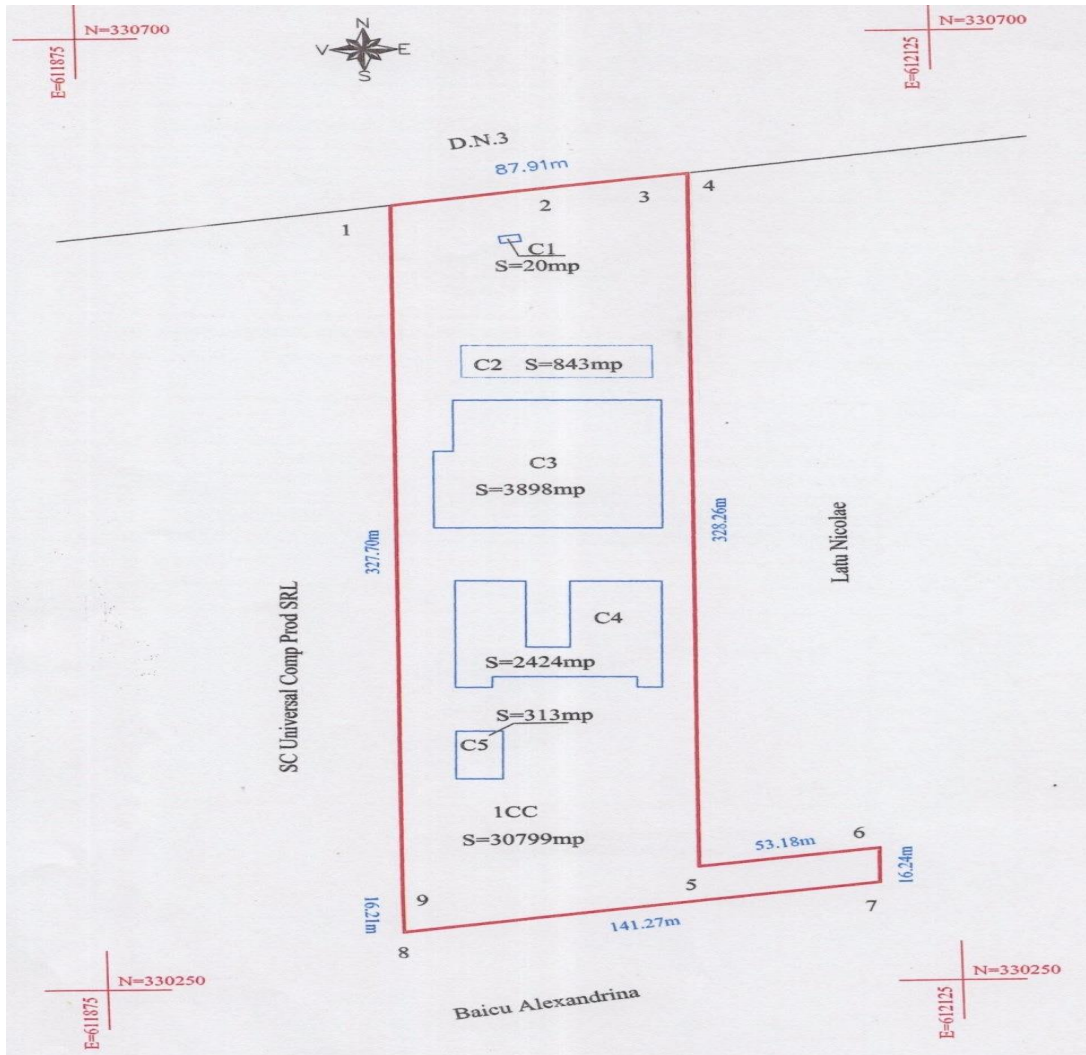 N=330700
E=611875
N
V E
S
N=330700
E=612125
D.N.3
87.91m
1
2
3
4
C1
S=20mp
C2 S=843mp
C3
S=3898mp
327.70m
328.26m
Latu Nicolae
SC Universal Comp Prod SRL
C4
S=2424mp
S=313mp
C5
1CC
S=30799mp
53.18m
6
16.24m
5
7
9
16.21m
141.27m
8
N=330250
E=611875
Baicu Alexandrina
N=330250
E=612125